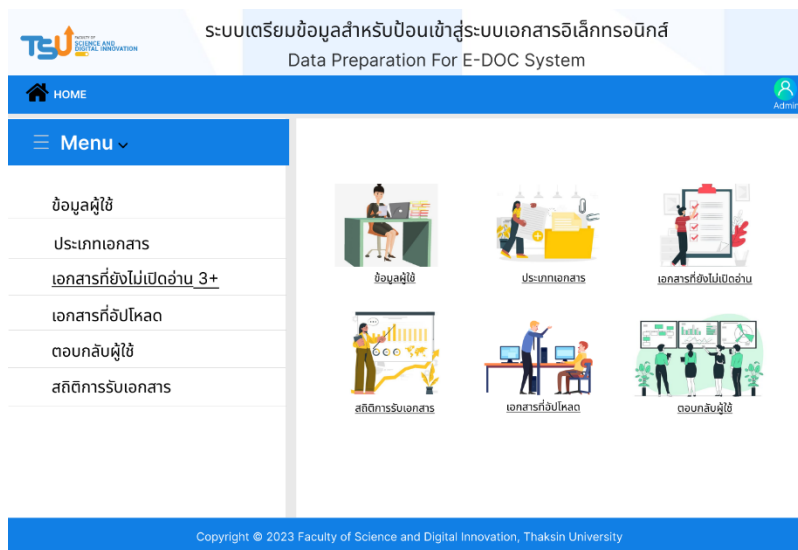 TSU
FACULTY OF
SCIENCE AND
DIGITAL INNOVATION
ระบบเตรียมข้อมูลสำหรับป้อนเข้าสู่ระบบเอกสารอิเล็กทรอนิกส์
Data Preparation For E-DOC System
HOME
Admin
Menu
ข้อมูลผู้ใช้
ประเภทเอกสาร
เอกสารที่ยังไม่เปิดอ่าน 3+
เอกสารที่อัปโหลด
ตอบกลับผู้ใช้
สถิติการรับเอกสาร
ข้อมูลผู้ใช้
ประเภทเอกสาร
เอกสารที่ยังไม่เปิดอ่าน
สถิติการรับเอกสาร
เอกสารที่อัปโหลด
ตอบกลับผู้ใช้
Copyright © 2023 Faculty of Science and Digital Innovation, Thaksin University